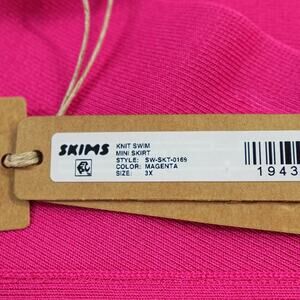 SKIMS
KNIT SWIM
MINI SKIRT
STYLE: SW-SKT-0169
COLOR: MAGENTA
SIZE: 3X
1943